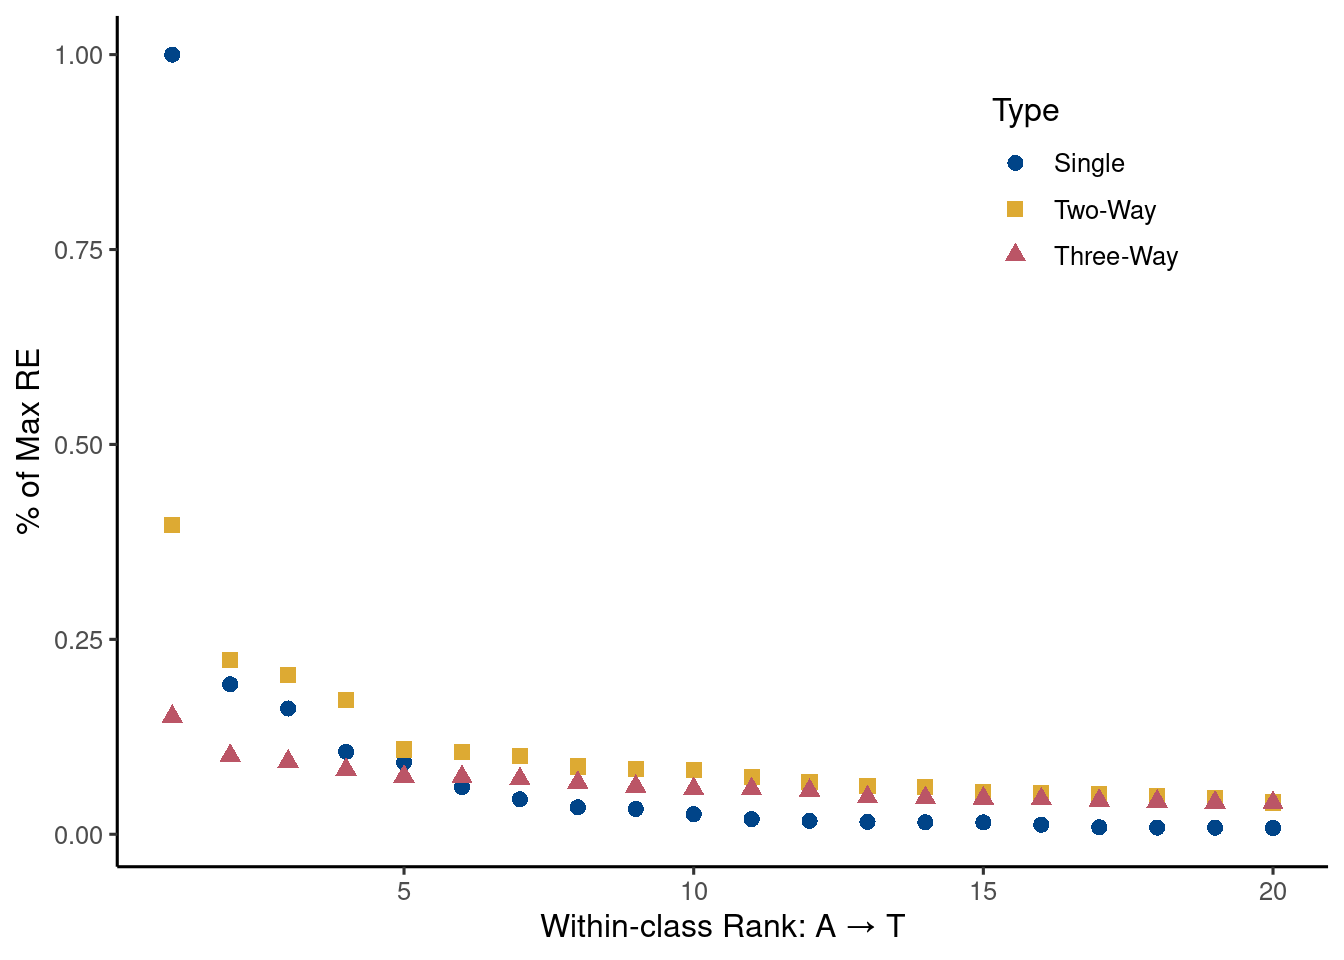 % of Max RE
1.00
0.75
0.50
0.25
0.00
Type
Single
Two-Way
Three-Way
5
10
15
20
Within-class Rank: A → T